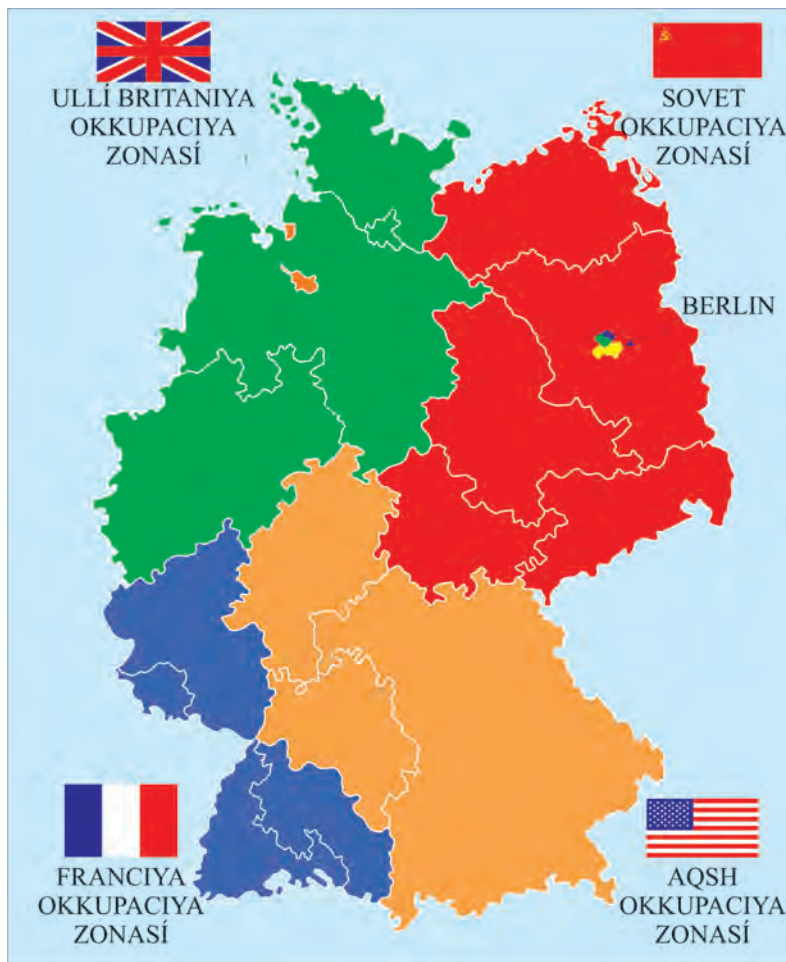 ULLÍ BRITANIYA
OKKUPACIYA
ZONASÍ
SOVET
OKKUPACIYA
ZONASÍ
BERLIN
FRANCIYA
OKKUPACIYA
ZONASÍ
AQSH
OKKUPACIYA
ZONASÍ